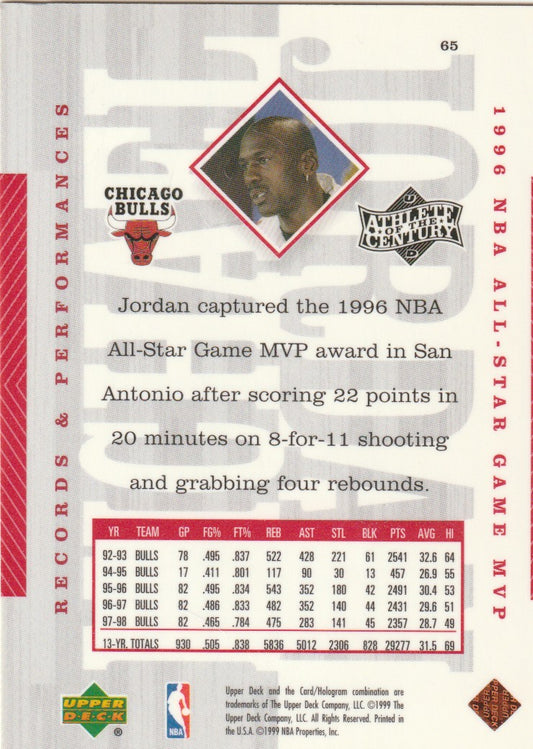 65
RECORDS & PERFORMANCES
1996 NBA ALL-STAR GAME MVP
MICHAEL
JORDAN
CHICAGO
BULLS
UD
ATHLETE
OF THE
CENTURY
Jordan captured the 1996 NBA
All-Star Game MVP award in San
Antonio after scoring 22 points in
20 minutes on 8-for-11 shooting
and grabbing four rebounds.
YR TEAM GP FG% FT% REB AST STL BLK PTS AVG HI
92-93 BULLS 78 .495 .837 522 428 221 61 2541 32.6 64
94-95 BULLS 17 .411 .801 117 90 30 13 457 26.9 55
95-96 BULLS 82 .495 .834 543 352 180 42 2491 30.4 53
96-97 BULLS 82 .486 .833 482 352 140 44 2431 29.6 51
97-98 BULLS 82 .465 .784 475 283 141 45 2357 28.7 49
13-YR. TOTALS 930 .505 .838 5836 5012 2306 828 29277 31.5 69
UPPER
DECK
®
NBA
Upper Deck and the Card/Hologram combination are
trademarks of The Upper Deck Company, LLC. ©1999 The
Upper Deck Company, LLC. All Rights Reserved. Printed in
the U.S.A. ©1999 NBA Properties, Inc.